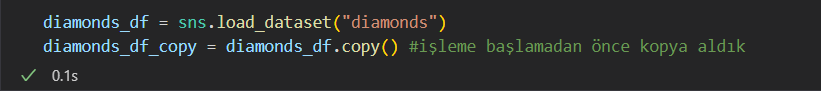 diamonds_df = sns.load_dataset("diamonds")
diamonds_df_copy = diamonds_df.copy() #işleme başlamadan önce kopya aldık
✓ 0.1s